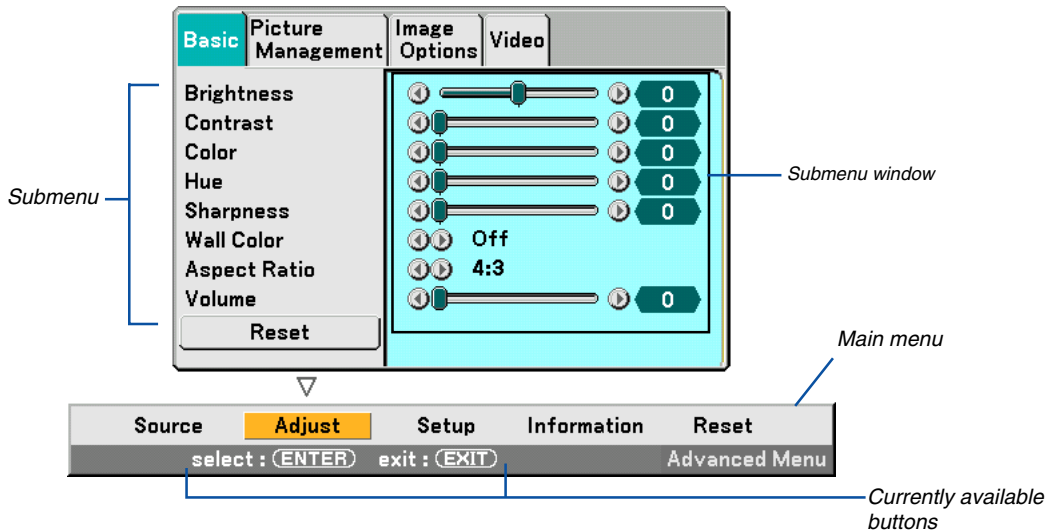 Basic
Picture
Management
Image
Options
Video
Brightness 0
Contrast 0
Color 0
Hue 0
Sharpness 0
Wall Color Off
Aspect Ratio 4:3
Volume 0
Reset
Submenu
Submenu window
Main menu
Source Adjust Setup Information Reset
select : ENTER exit : EXIT Advanced Menu
Currently available
buttons